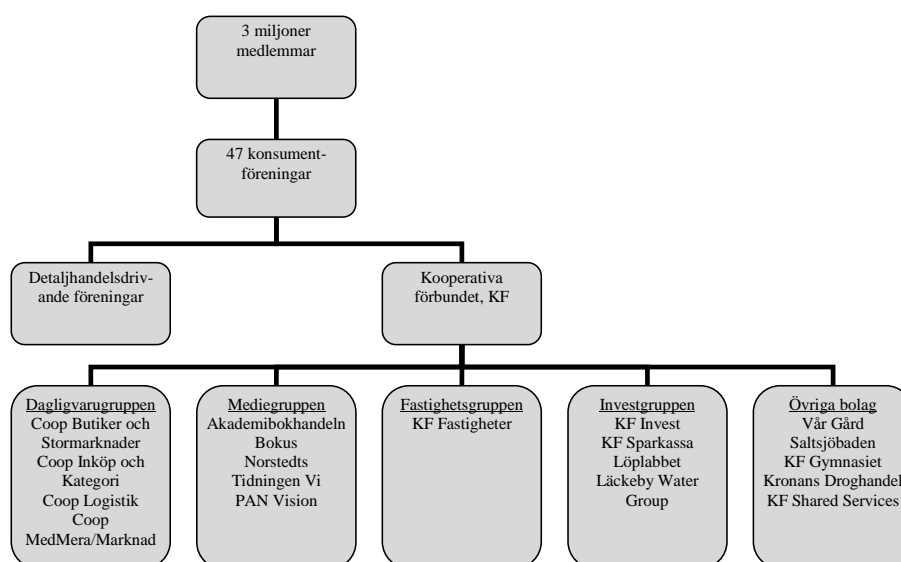 3 miljoner
medlemmar
47 konsument-
föreningar
Detaljhandelsdriv-
ande föreningar
Kooperativa
förbundet, KF
Dagligvarugruppen
Coop Butiker och
Stormarknader
Coop Inköp och
Kategori
Coop Logistik
Coop
MedMera/Marknad
Mediegruppen
Akademibokhandeln
Bokus
Norstedts
Tidningen Vi
PAN Vision
Fastighetsgruppen
KF Fastigheter
Investgruppen
KF Invest
KF Sparkassa
Löplabbet
Läckeby Water
Group
Övriga bolag
Vår Gård
Saltsjöbaden
KF Gymnasiet
Kronans Droghandel
KF Shared Services